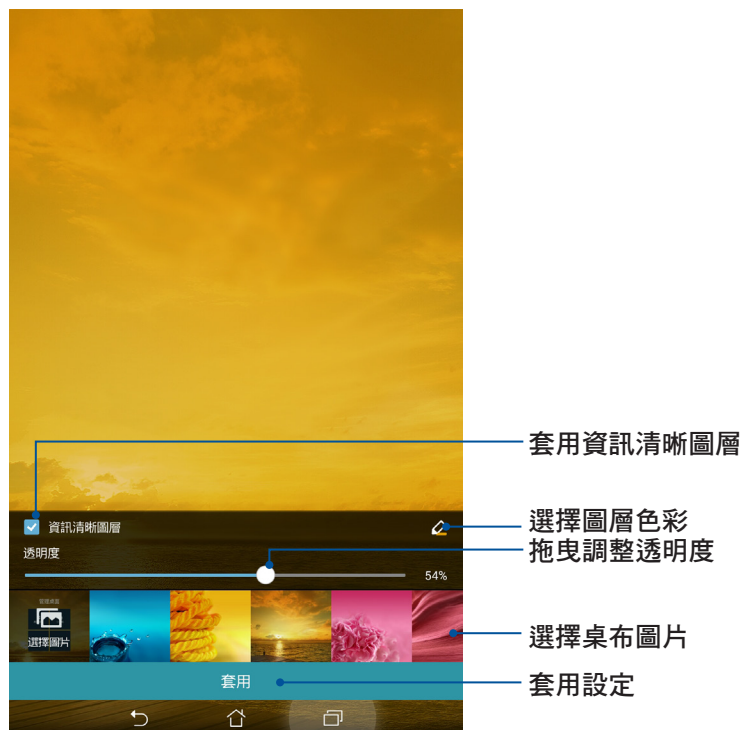 套用資訊清晰圖層
資訊清晰圖層
選擇圖層色彩
透明度
拖曳調整透明度
54%
選擇圖片
選擇桌布圖片
套用
套用設定